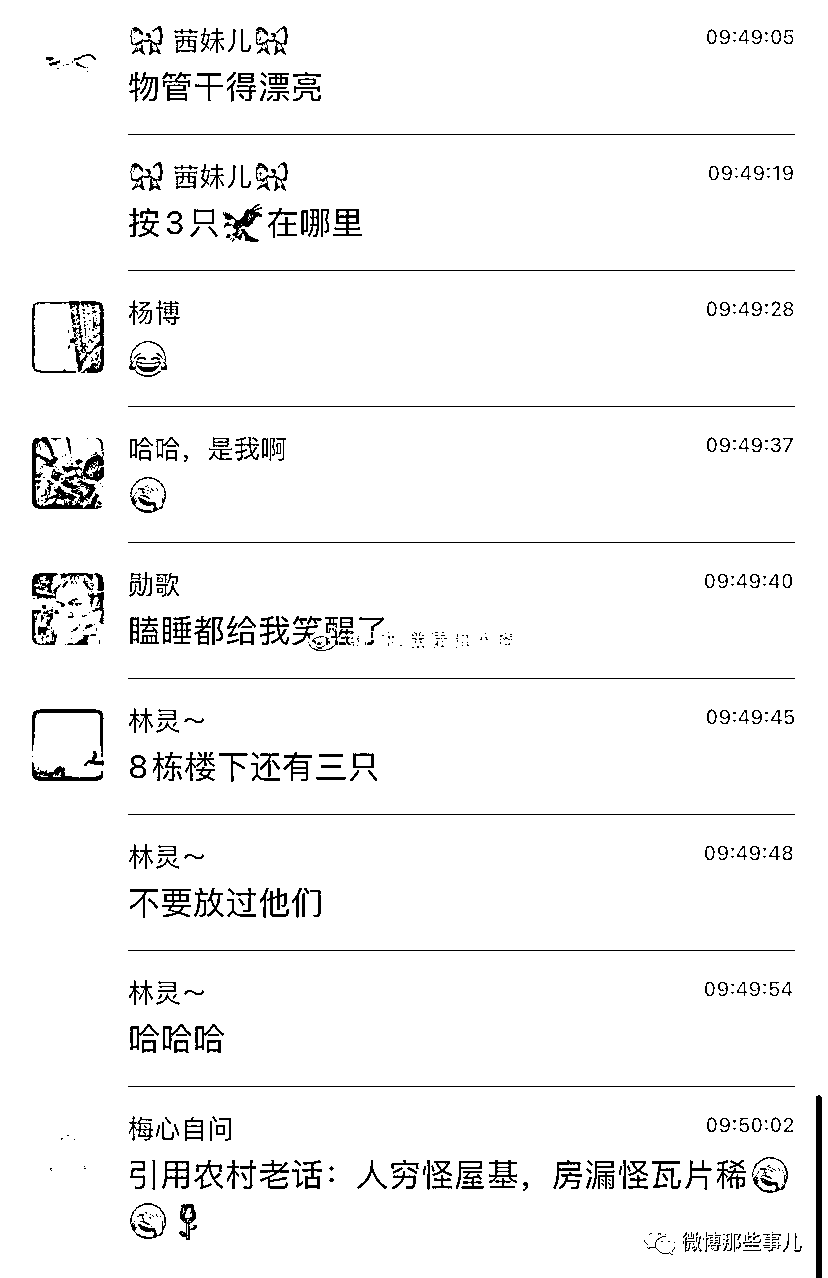 🎀 茜妹儿🎀
09:49:05
物管干得漂亮
🎀 茜妹儿🎀
09:49:19
按3只🦅在哪里
杨博
09:49:28
😂
哈哈，是我啊
09:49:37
🤭
勋歌
09:49:40
瞌睡都给我笑醒了
林灵～
09:49:45
8栋楼下还有三只
林灵～
09:49:48
不要放过他们
林灵～
09:49:54
哈哈哈
梅心自问
09:50:02
引用农村老话：人穷怪屋基，房漏怪瓦片稀🤭
🤭🌹
微博那些事儿